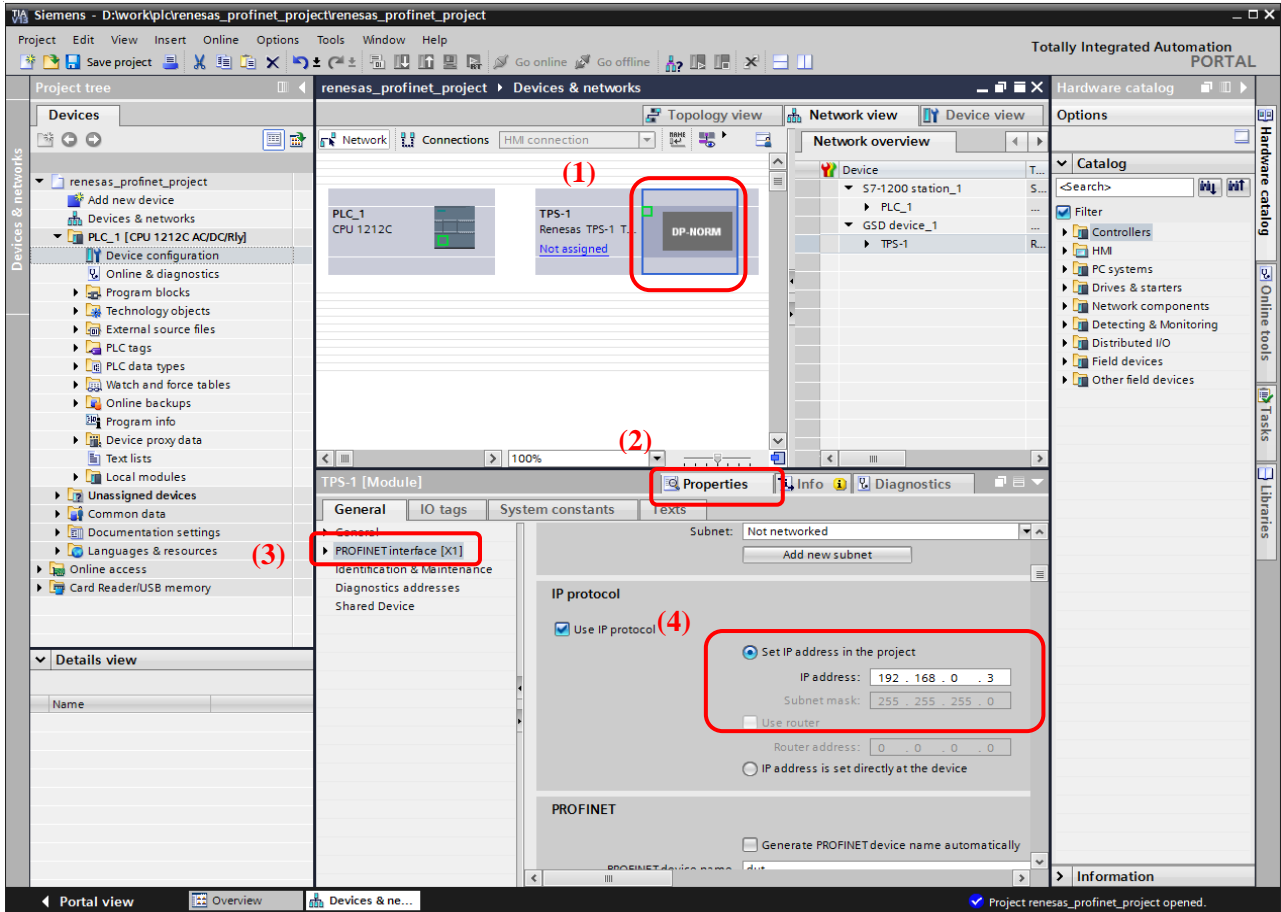 Siemens - D:\work\plc\renesas_profinet_project\renesas_profinet_project
Project Edit View Insert Online Options Tools Window Help
Totally Integrated Automation
PORTAL
Save project
Go online
Go offline
Project tree
Devices
Devices & networks
renesas_profinet_project
Add new device
Devices & networks
PLC_1 [CPU 1212C AC/DC/Rly]
Device configuration
Online & diagnostics
Program blocks
Technology objects
External source files
PLC tags
PLC data types
Watch and force tables
Online backups
Program info
Device proxy data
Text lists
Local modules
Unassigned devices
Common data
Documentation settings
Languages & resources
Online access
Card Reader/USB memory
(3)
Details view
Name
renesas_profinet_project Devices & networks
Topology view
Network view
Device view
Network
Connections
HMI connection
(1)
PLC_1
CPU 1212C
TPS-1
Renesas TPS-1 T...
Not assigned
DP-NORM
(2)
100%
Network overview
Device T...
S7-1200 station_1 S...
PLC_1 ...
GSD device_1 ...
TPS-1 R...
TPS-1 [Module]
Properties
Info
Diagnostics
General
IO tags
System constants
Texts
General
PROFINET interface [X1]
Identification & Maintenance
Diagnostics addresses
Shared Device
Subnet: Not networked
Add new subnet
IP protocol
Use IP protocol
(4)
Set IP address in the project
IP address: 192 . 168 . 0 . 3
Subnet mask: 255 . 255 . 255 . 0
Use router
Router address: 0 . 0 . 0 . 0
IP address is set directly at the device
PROFINET
Generate PROFINET device name automatically
PROFINET device name dut
Hardware catalog
Options
Catalog
<Search>
Filter
Controllers
HMI
PC systems
Drives & starters
Network components
Detecting & Monitoring
Distributed I/O
Field devices
Other field devices
Information
Hardware catalog
Online tools
Tasks
Libraries
Portal view
Overview
Devices & ne...
Project renesas_profinet_project opened.